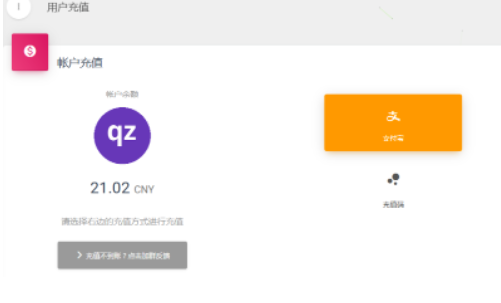 1 用户充值
帐户充值
帐户余额
qz
21.02 CNY
请选择右边的充值方式进行充值
充值不到账？点击加群反馈
支付宝
充值码